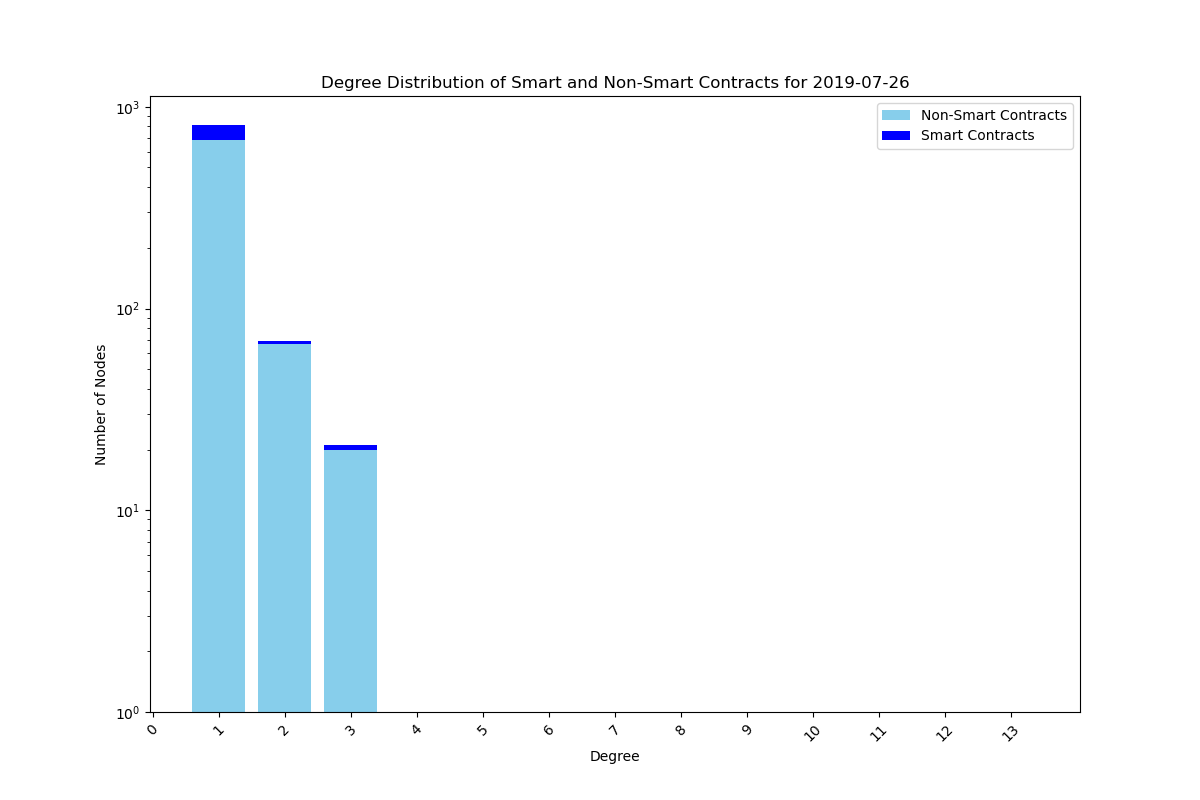 Degree Distribution of Smart and Non-Smart Contracts for 2019-07-26
Non-Smart Contracts
Smart Contracts
Number of Nodes
10³
10²
10¹
10⁰
0 1 2 3 4 5 6 7 8 9 10 11 12 13
Degree